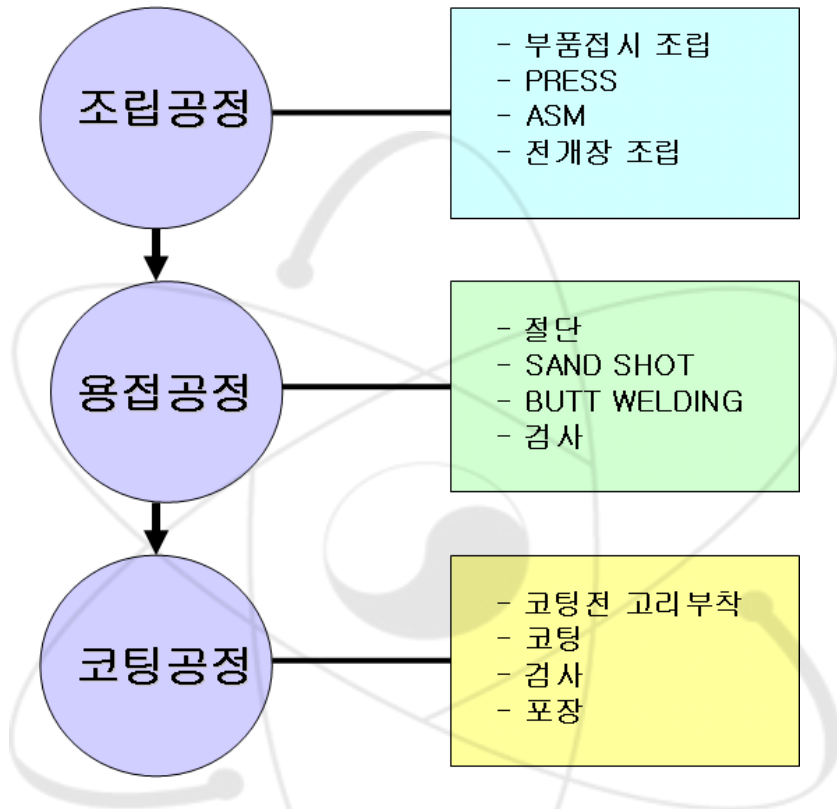 조립공정
- 부품접시 조립
- PRESS
- ASM
- 전개장 조립
용접공정
- 절단
- SAND SHOT
- BUTT WELDING
- 검사
코팅공정
- 코팅전 고리부착
- 코팅
- 검사
- 포장